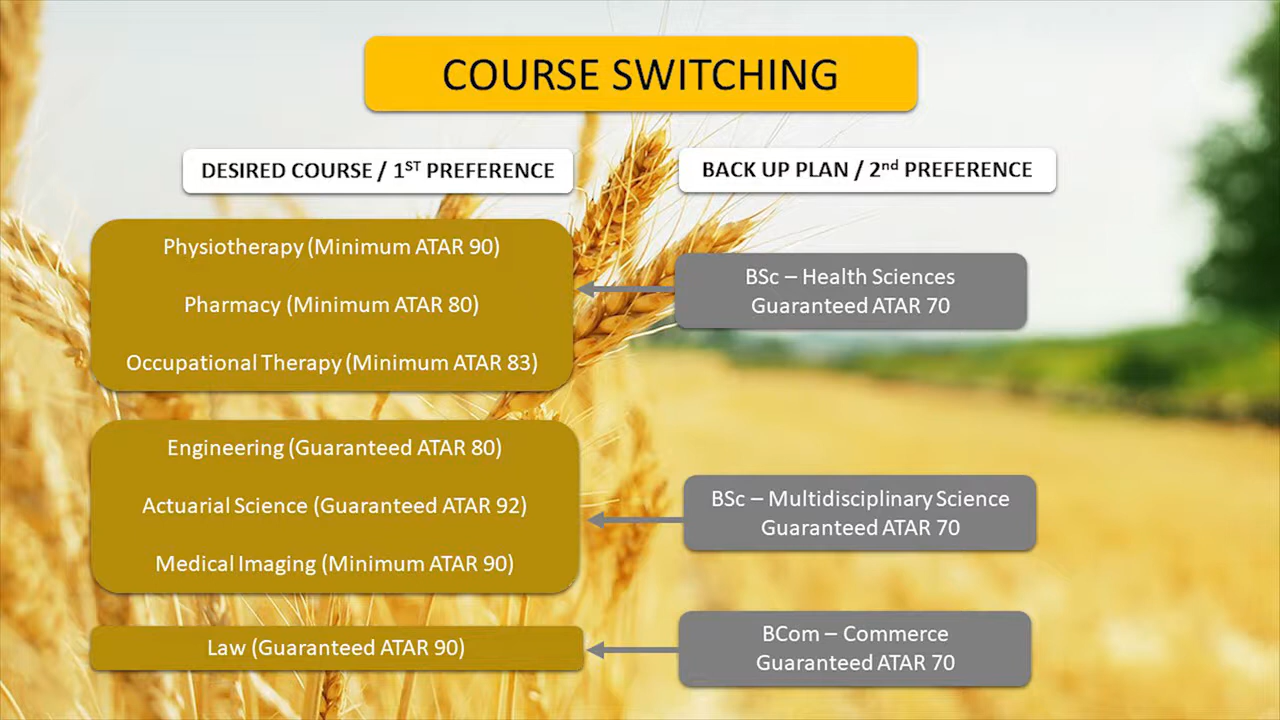 COURSE SWITCHING
DESIRED COURSE / 1ST PREFERENCE
BACK UP PLAN / 2nd PREFERENCE
Physiotherapy (Minimum ATAR 90)
Pharmacy (Minimum ATAR 80)
Occupational Therapy (Minimum ATAR 83)
BSc – Health Sciences
Guaranteed ATAR 70
Engineering (Guaranteed ATAR 80)
Actuarial Science (Guaranteed ATAR 92)
Medical Imaging (Minimum ATAR 90)
BSc – Multidisciplinary Science
Guaranteed ATAR 70
Law (Guaranteed ATAR 90)
BCom – Commerce
Guaranteed ATAR 70